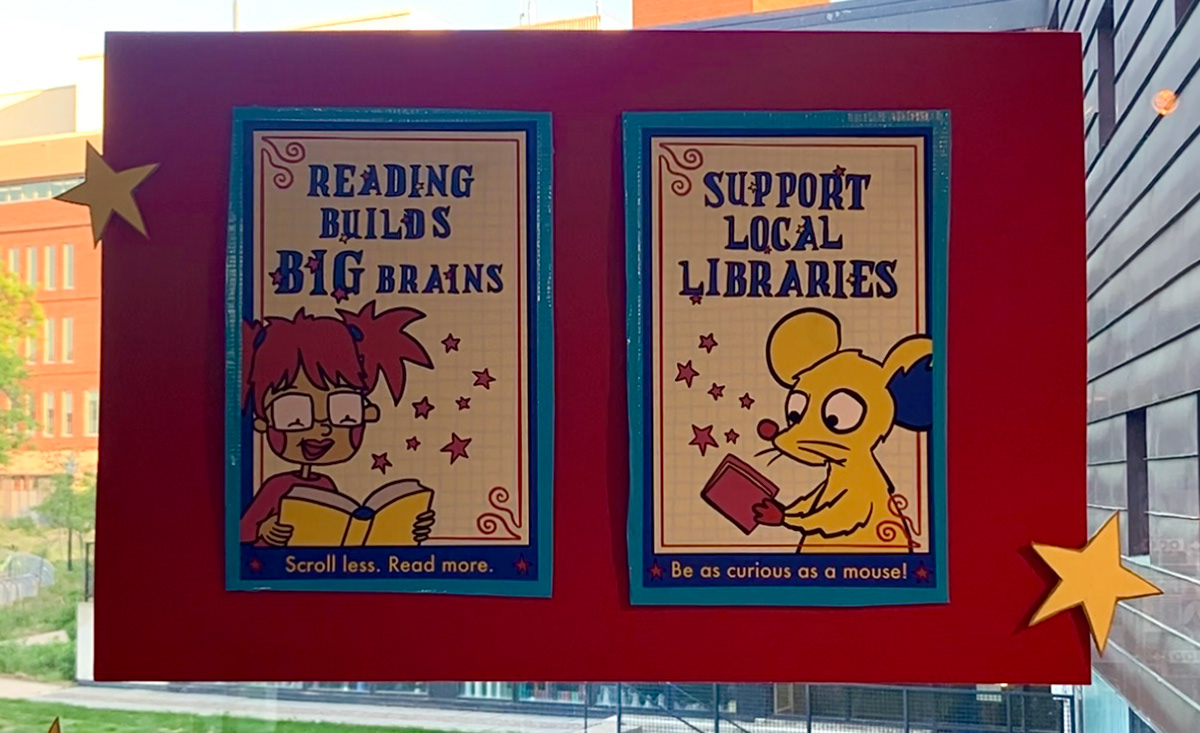 READING
BUILDS
BIG BRAINS
Scroll less. Read more.
SUPPORT
LOCAL
LIBRARIES
Be as curious as a mouse!